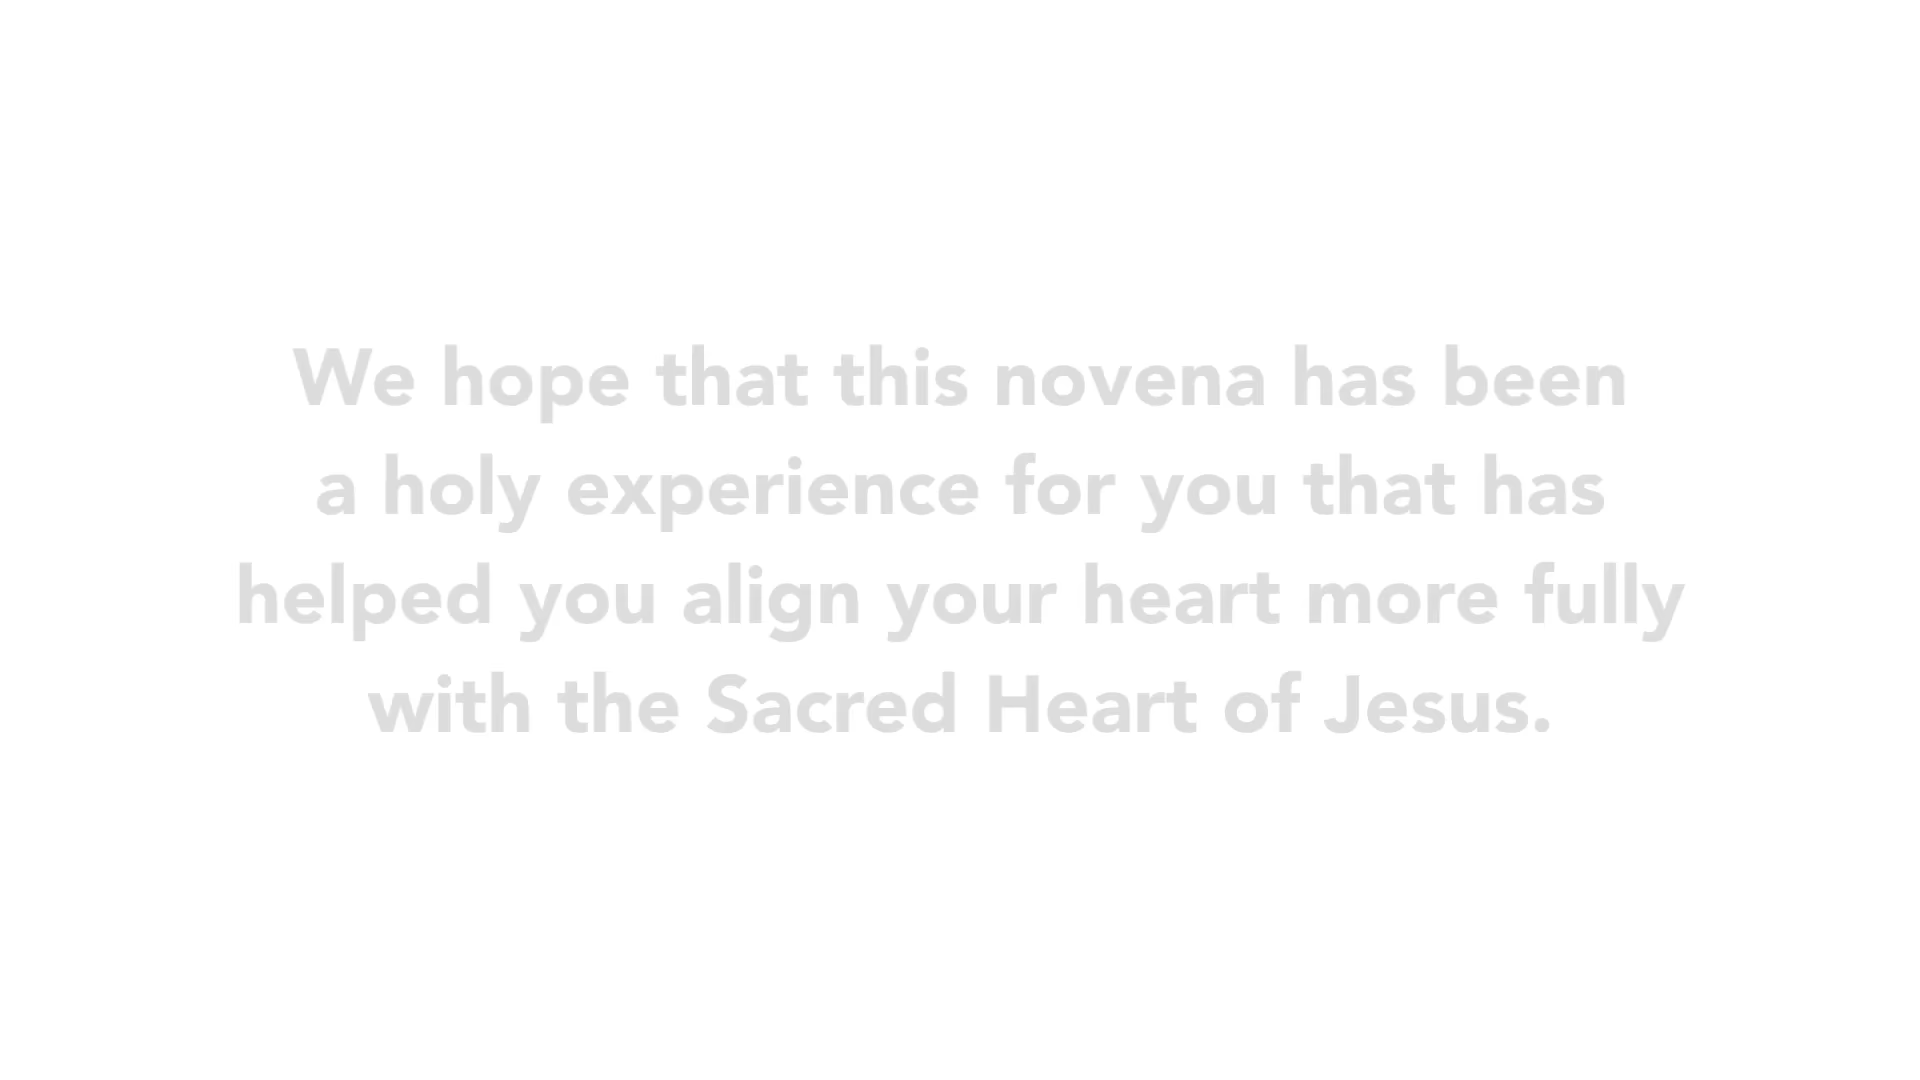 We hope that this novena has been
a holy experience for you that has
helped you align your heart more fully
with the Sacred Heart of Jesus.